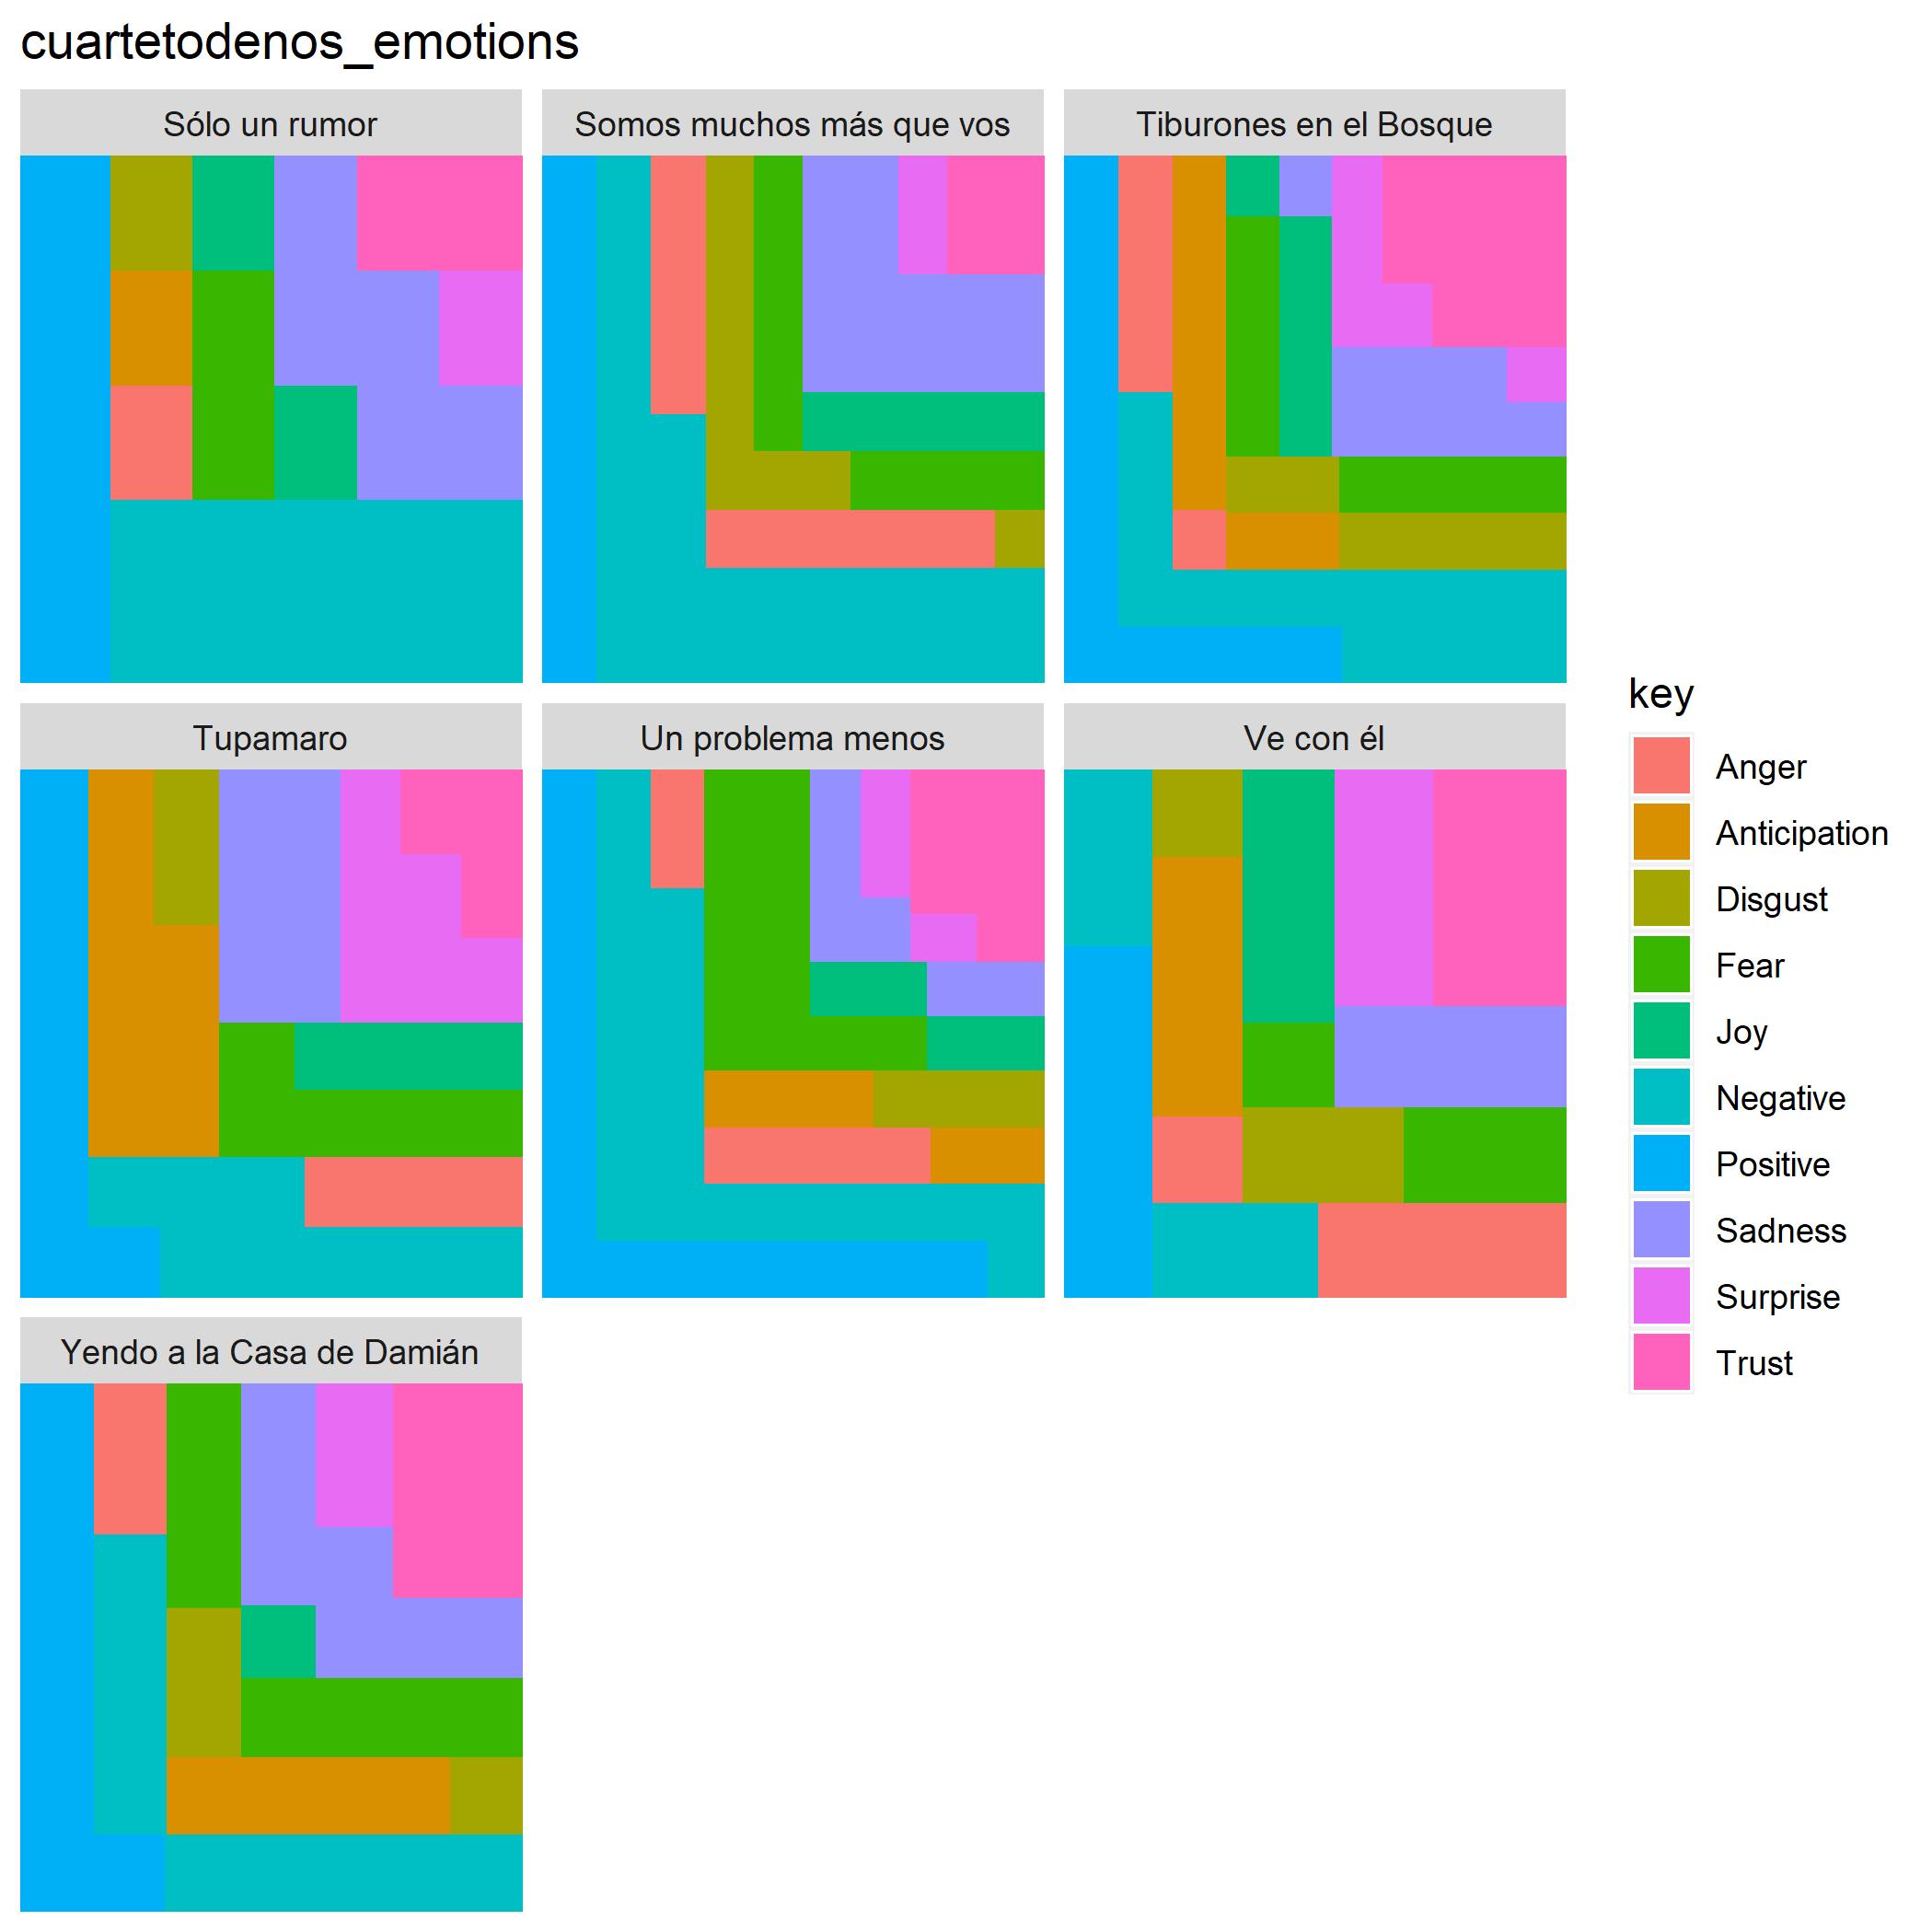 cuartetodenos_emotions
Sólo un rumor
Somos muchos más que vos
Tiburones en el Bosque
Tupamaro
Un problema menos
Ve con él
Yendo a la Casa de Damián
key
Anger
Anticipation
Disgust
Fear
Joy
Negative
Positive
Sadness
Surprise
Trust